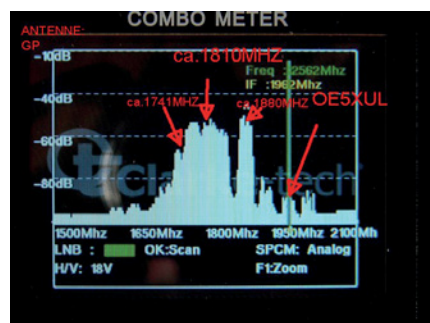 COMBO METER
ANTENNE:
GP
-10dB
ca.1810MHZ
Freq :2562Mhz
IF :1962Mhz
-40dB
ca.1741MHZ
ca.1880MHZ OE5XUL
-60dB
-80dB
1500Mhz 1650Mhz 1800Mhz 1950Mhz 2100Mh
LNB : OK:Scan SPCM: Analog
H/V: 18V F1:Zoom